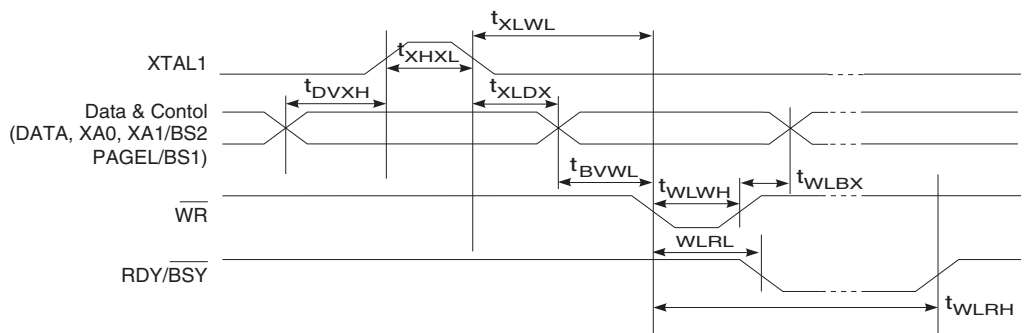 tXLWL
XTAL1
tXHXL
tDVXH
tXLDX
Data & Contol
(DATA, XA0, XA1/BS2
PAGEL/BS1)
tBVWL
tWLWH
tWLBX
WR
WLRL
RDY/BSY
tWLRH